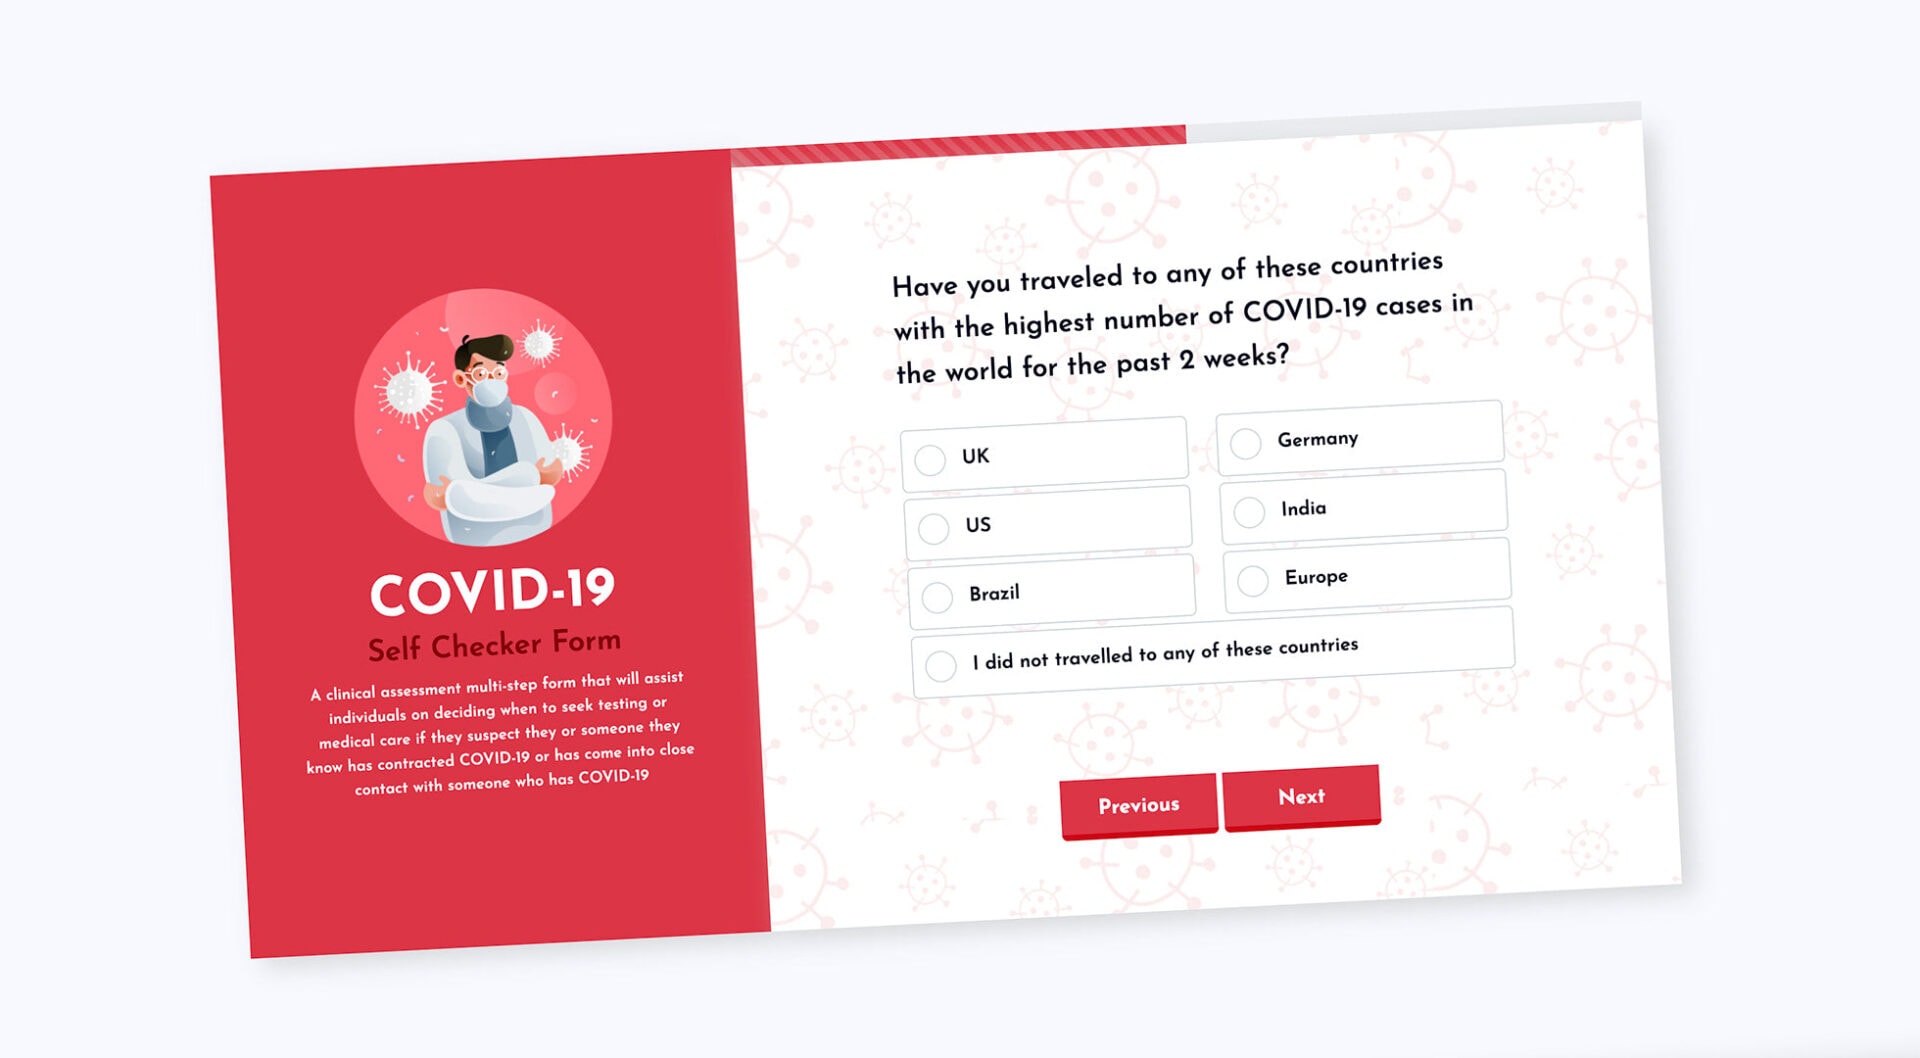 COVID-19
Self Checker Form
A clinical assessment multi-step form that will assist
individuals on deciding when to seek testing or
medical care if they suspect they or someone they
know has contracted COVID-19 or has come into close
contact with someone who has COVID-19
Have you traveled to any of these countries
with the highest number of COVID-19 cases in
the world for the past 2 weeks?
UK
Germany
US
India
Brazil
Europe
I did not travelled to any of these countries
Previous
Next